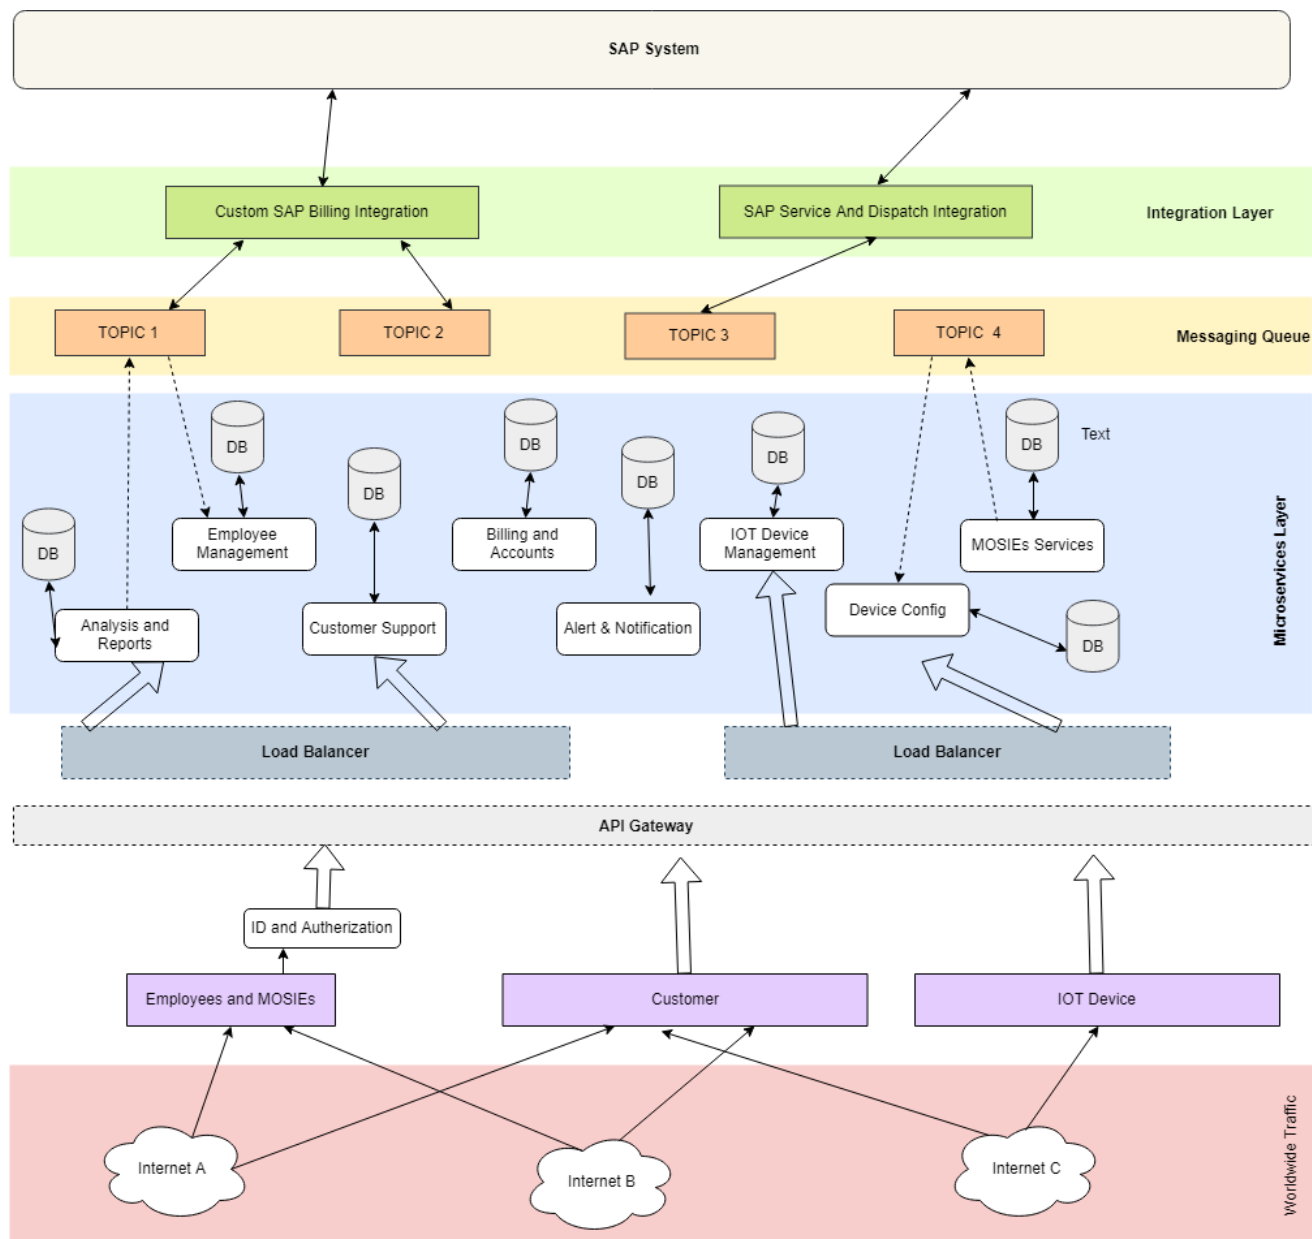 SAP System
Custom SAP Billing Integration
SAP Service And Dispatch Integration
Integration Layer
TOPIC 1
TOPIC 2
TOPIC 3
TOPIC 4
Messaging Queue
DB
DB
DB
DB
DB
DB
Text
DB
Employee
Management
Billing and
Accounts
IOT Device
Management
MOSIEs Services
Microservices Layer
Analysis and
Reports
Customer Support
Alert & Notification
Device Config
DB
Load Balancer
Load Balancer
API Gateway
ID and Autherization
Employees and MOSIEs
Customer
IOT Device
Internet A
Internet B
Internet C
Worldwide Traffic